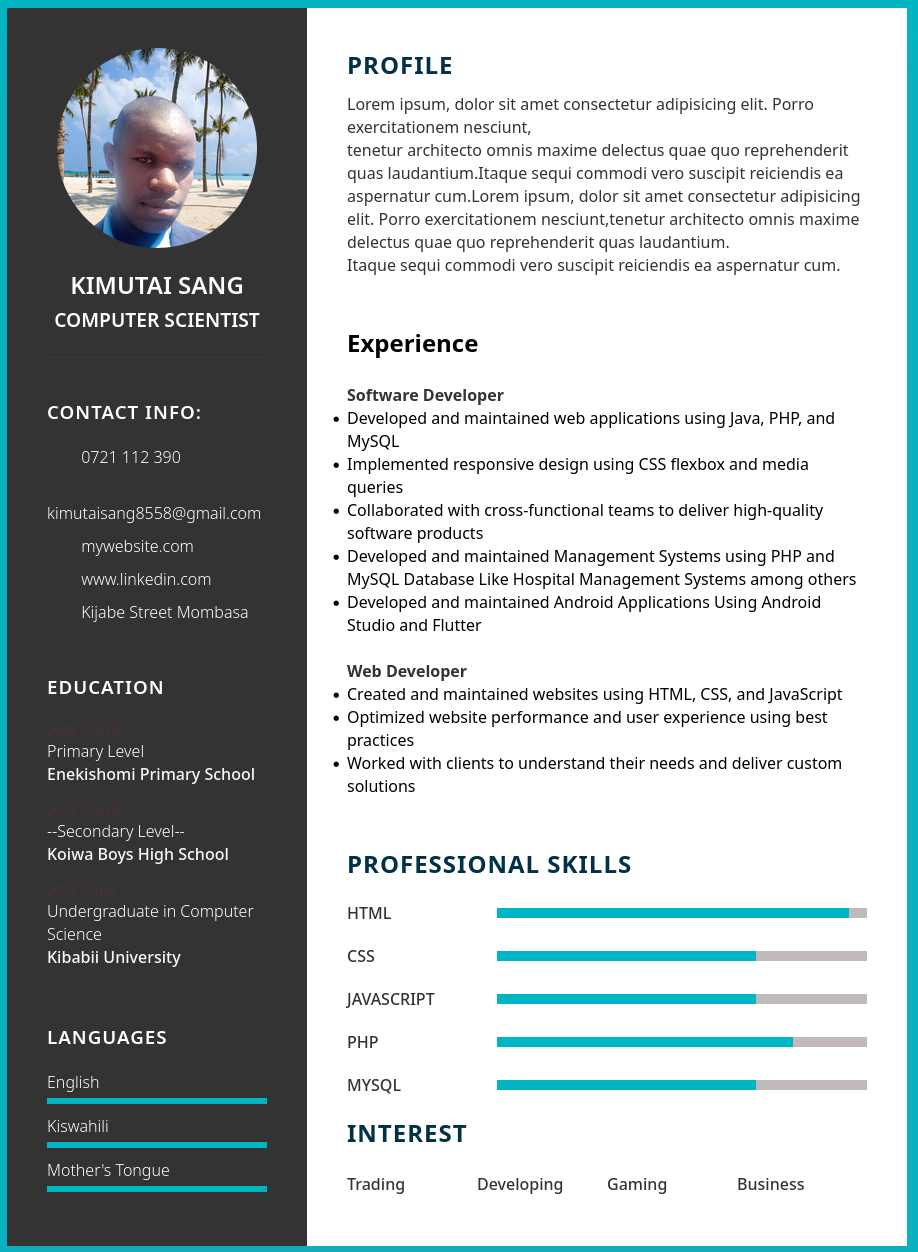 KIMUTAI SANG
COMPUTER SCIENTIST
CONTACT INFO:
0721 112 390
kimutaisang8558@gmail.com
mywebsite.com
www.linkedin.com
Kijabe Street Mombasa
EDUCATION
Primary Level
Enekishomi Primary School
--Secondary Level--
Koiwa Boys High School
2021 Now
Undergraduate in Computer
Science
Kibabii University
LANGUAGES
English
Kiswahili
Mother's Tongue
PROFILE
Lorem ipsum, dolor sit amet consectetur adipisicing elit. Porro
exercitationem nesciunt,
tenetur architecto omnis maxime delectus quae quo reprehenderit
quas laudantium.Itaque sequi commodi vero suscipit reiciendis ea
aspernatur cum.Lorem ipsum, dolor sit amet consectetur adipisicing
elit. Porro exercitationem nesciunt,tenetur architecto omnis maxime
delectus quae quo reprehenderit quas laudantium.
Itaque sequi commodi vero suscipit reiciendis ea aspernatur cum.
Experience
Software Developer
• Developed and maintained web applications using Java, PHP, and
MySQL
• Implemented responsive design using CSS flexbox and media
queries
• Collaborated with cross-functional teams to deliver high-quality
software products
• Developed and maintained Management Systems using PHP and
MySQL Database Like Hospital Management Systems among others
• Developed and maintained Android Applications Using Android
Studio and Flutter
Web Developer
• Created and maintained websites using HTML, CSS, and JavaScript
• Optimized website performance and user experience using best
practices
• Worked with clients to understand their needs and deliver custom
solutions
PROFESSIONAL SKILLS
HTML
CSS
JAVASCRIPT
PHP
MYSQL
INTEREST
Trading Developing Gaming Business